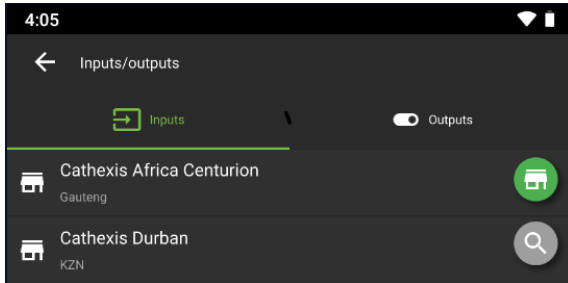 4:05
Inputs/outputs
Inputs
Outputs
Cathexis Africa Centurion
Gauteng
Cathexis Durban
KZN